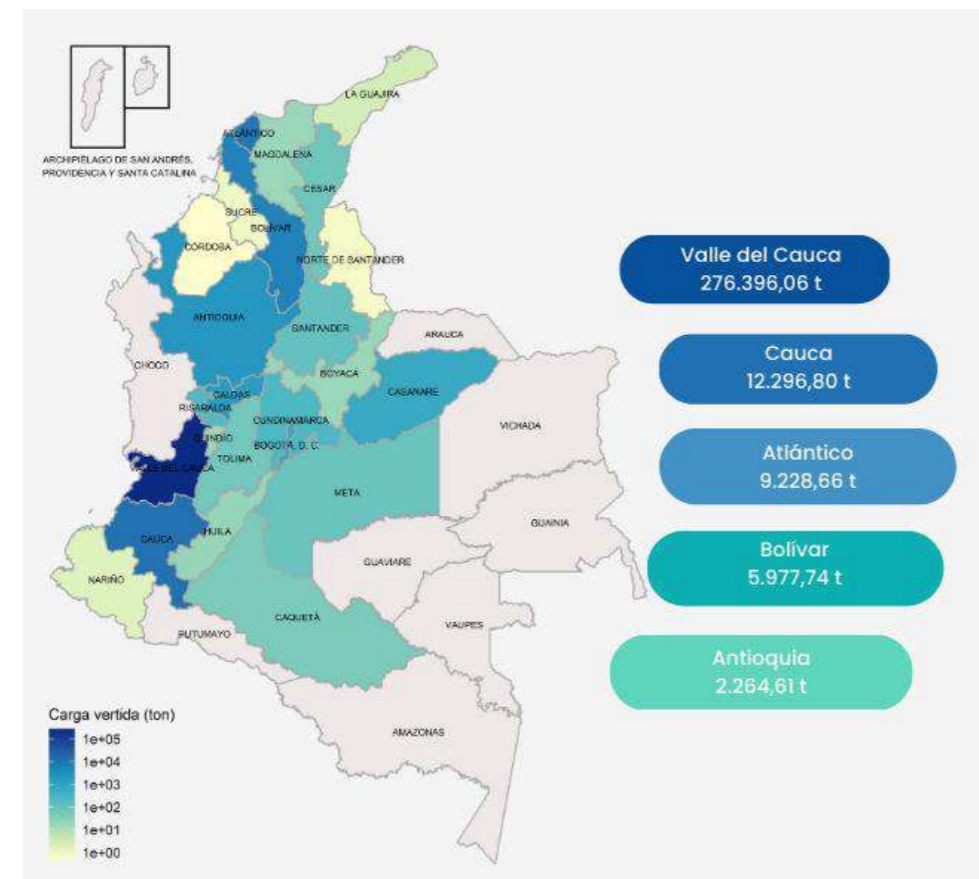 LA GUAJIRA
ATLÁNTICO
MAGDALENA
ARCHIPIÉLAGO DE SAN ANDRÉS,
PROVIDENCIA Y SANTA CATALINA
CESAR
SUCRE
BOLÍVAR
CÓRDOBA
NORTE DE SANTANDER
ANTIOQUIA
SANTANDER
ARAUCA
CHOCO
BOYACÁ
CASANARE
CALDAS
RISARALDA
CUNDINAMARCA
VICHADA
QUINDÍO
BOGOTÁ, D. C.
TOLIMA
VALLE DEL CAUCA
META
GUAINIA
HUILA
CAUCA
GUAVIARE
NARIÑO
CAQUETÁ
VAUPES
PUTUMAYO
AMAZONAS
Valle del Cauca
276.396,06 t
Cauca
12.296,80 t
Atlántico
9.228,66 t
Bolívar
5.977,74 t
Antioquia
2.264,61 t
Carga vertida (ton)
1e+05
1e+04
1e+03
1e+02
1e+01
1e+00